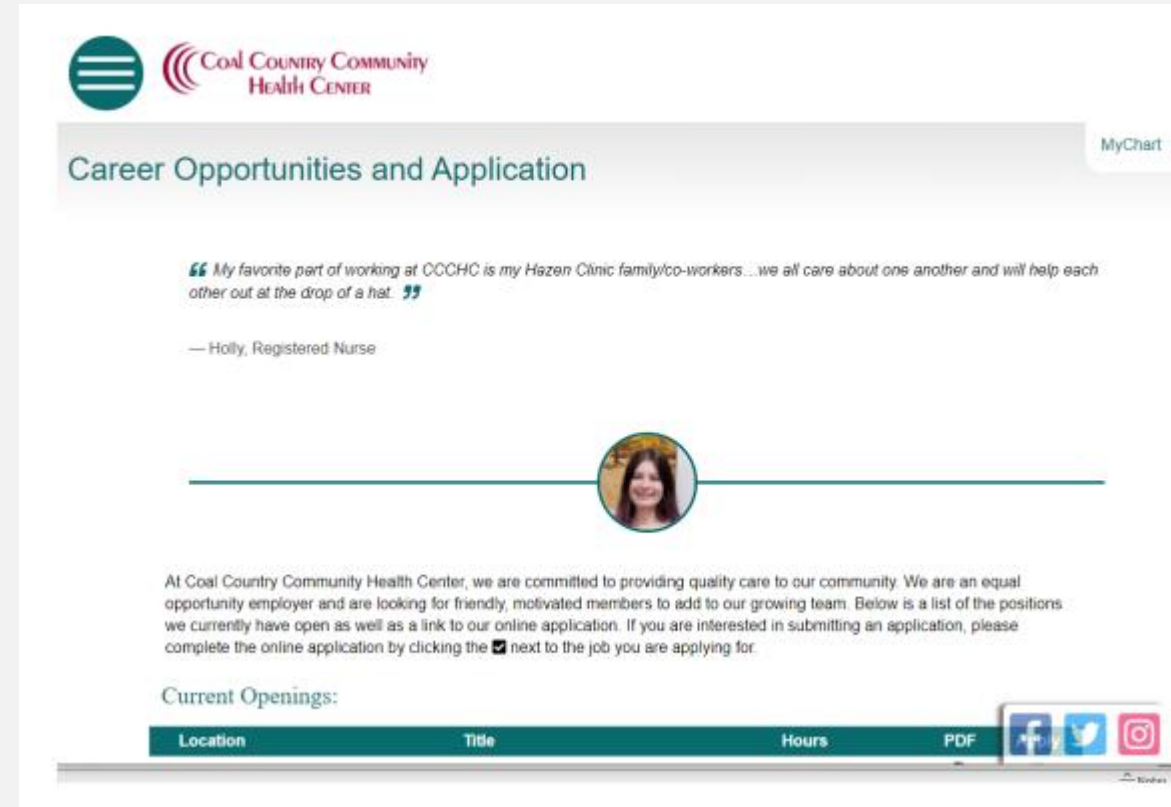 Coal Country Community
Health Center
MyChart
Career Opportunities and Application
My favorite part of working at CCCHC is my Hazen Clinic family/co-workers...we all care about one another and will help each
other out at the drop of a hat.
— Holly, Registered Nurse
At Coal Country Community Health Center, we are committed to providing quality care to our community. We are an equal
opportunity employer and are looking for friendly, motivated members to add to our growing team. Below is a list of the positions
we currently have open as well as a link to our online application. If you are interested in submitting an application, please
complete the online application by clicking the ☑ next to the job you are applying for.
Current Openings:
Location Title Hours PDF Apply